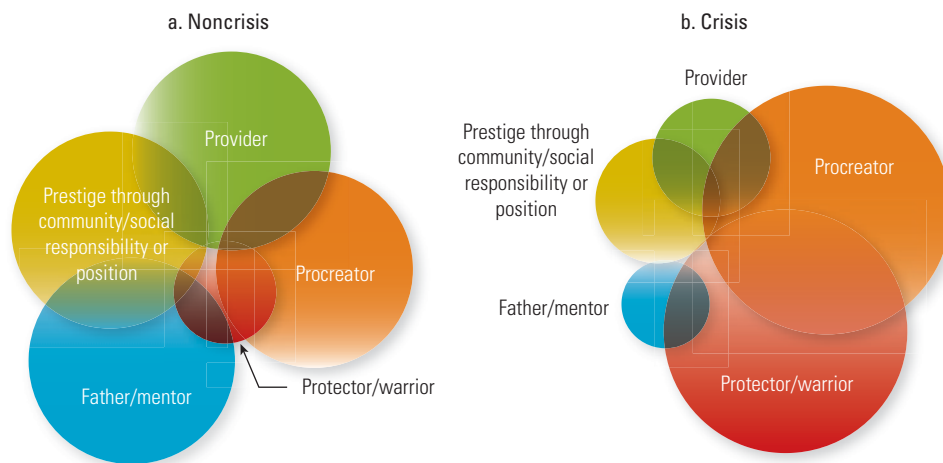 a. Noncrisis
Provider
Prestige through
community/social
responsibility or
position
Procreator
Father/mentor
Protector/warrior
b. Crisis
Provider
Prestige through
community/social
responsibility or
position
Procreator
Father/mentor
Protector/warrior